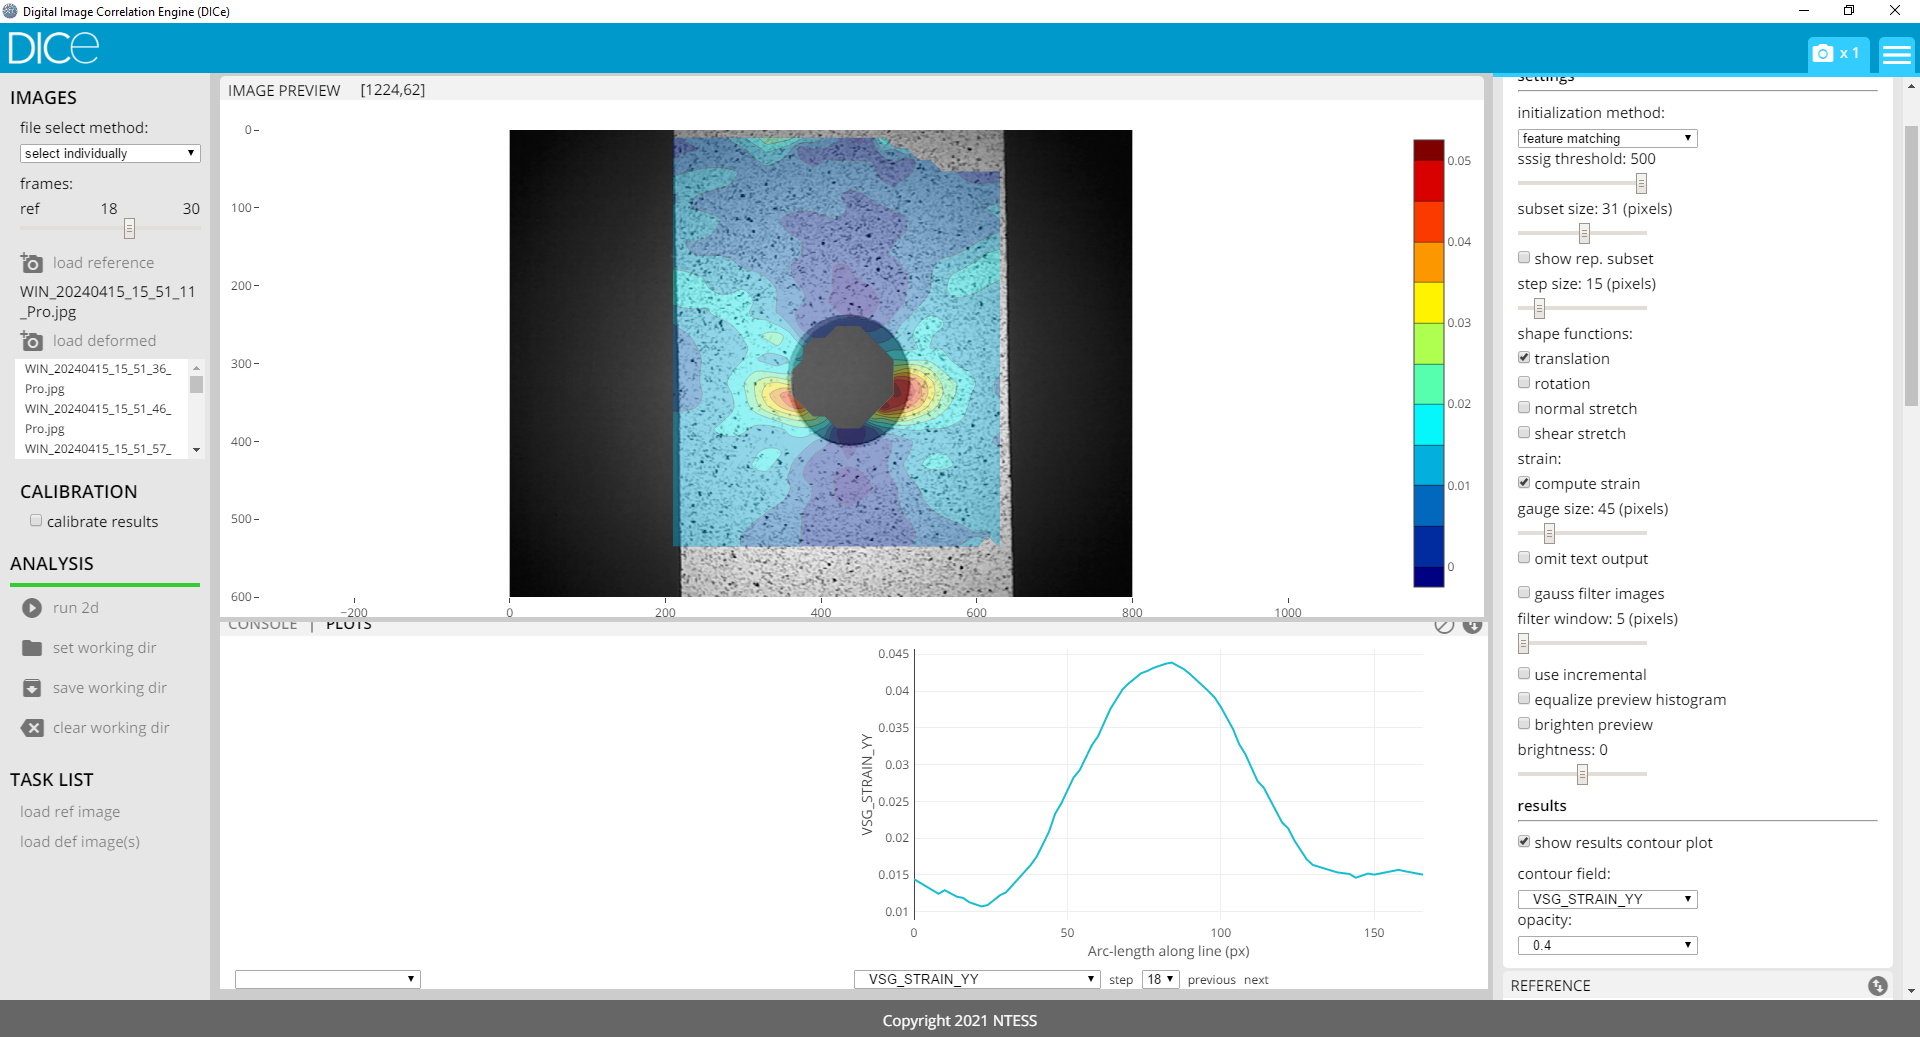 Digital Image Correlation Engine (DICe)
DICe
x 1
IMAGES
file select method:
select individually
frames:
ref 18 30
load reference
WIN_20240415_15_51_11
_Pro.jpg
load deformed
WIN_20240415_15_51_36_
Pro.jpg
WIN_20240415_15_51_46_
Pro.jpg
WIN_20240415_15_51_57_
CALIBRATION
calibrate results
ANALYSIS
run 2d
set working dir
save working dir
clear working dir
TASK LIST
load ref image
load def image(s)
IMAGE PREVIEW [1224,62]
0
100
200
300
400
500
600
−200 0 200 400 600 800 1000
0.05
0.04
0.03
0.02
0.01
0
CONSOLE | PLOTS
0.045
0.04
0.035
0.03
0.025
0.02
0.015
0.01
VSG_STRAIN_YY
0 50 100 150
Arc-length along line (px)
VSG_STRAIN_YY step 18 previous next
settings
initialization method:
feature matching
sssig threshold: 500
subset size: 31 (pixels)
show rep. subset
step size: 15 (pixels)
shape functions:
translation
rotation
normal stretch
shear stretch
strain:
compute strain
gauge size: 45 (pixels)
omit text output
gauss filter images
filter window: 5 (pixels)
use incremental
equalize preview histogram
brighten preview
brightness: 0
results
show results contour plot
contour field:
VSG_STRAIN_YY
opacity:
0.4
REFERENCE
Copyright 2021 NTESS